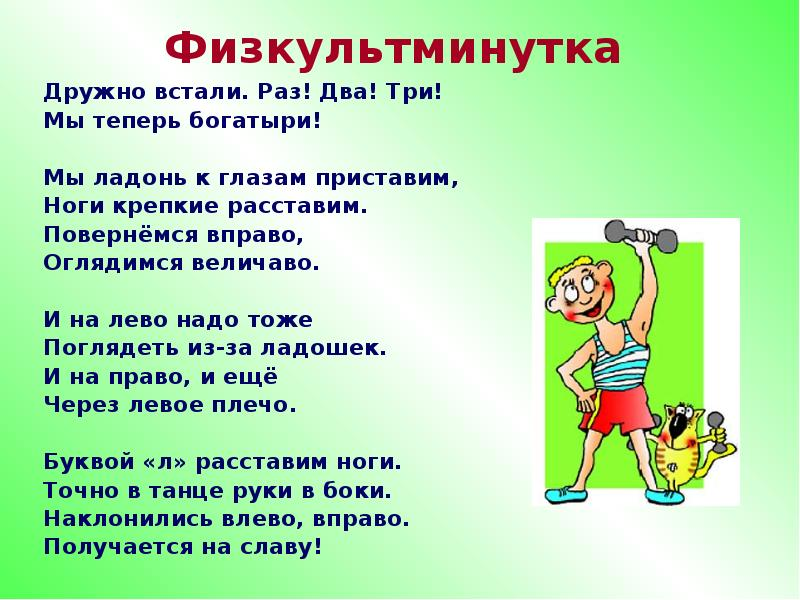 Физкультминутка
Дружно встали. Раз! Два! Три!
Мы теперь богатыри!
Мы ладонь к глазам приставим,
Ноги крепкие расставим.
Повернёмся вправо,
Оглядимся величаво.
И на лево надо тоже
Поглядеть из-за ладошек.
И на право, и ещё
Через левое плечо.
Буквой «л» расставим ноги.
Точно в танце руки в боки.
Наклонились влево, вправо.
Получается на славу!